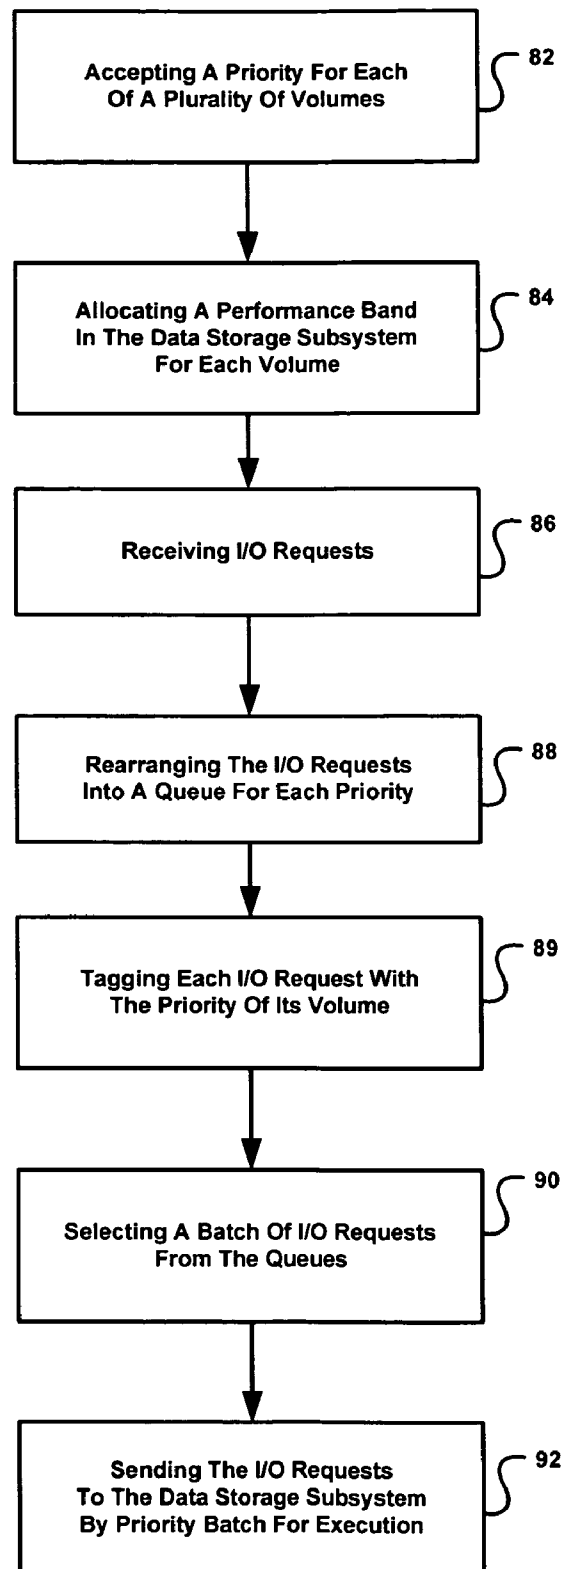 Accepting A Priority For Each
Of A Plurality Of Volumes
82
Allocating A Performance Band
In The Data Storage Subsystem
For Each Volume
84
Receiving I/O Requests
86
Rearranging The I/O Requests
Into A Queue For Each Priority
88
Tagging Each I/O Request With
The Priority Of Its Volume
89
Selecting A Batch Of I/O Requests
From The Queues
90
Sending The I/O Requests
To The Data Storage Subsystem
By Priority Batch For Execution
92